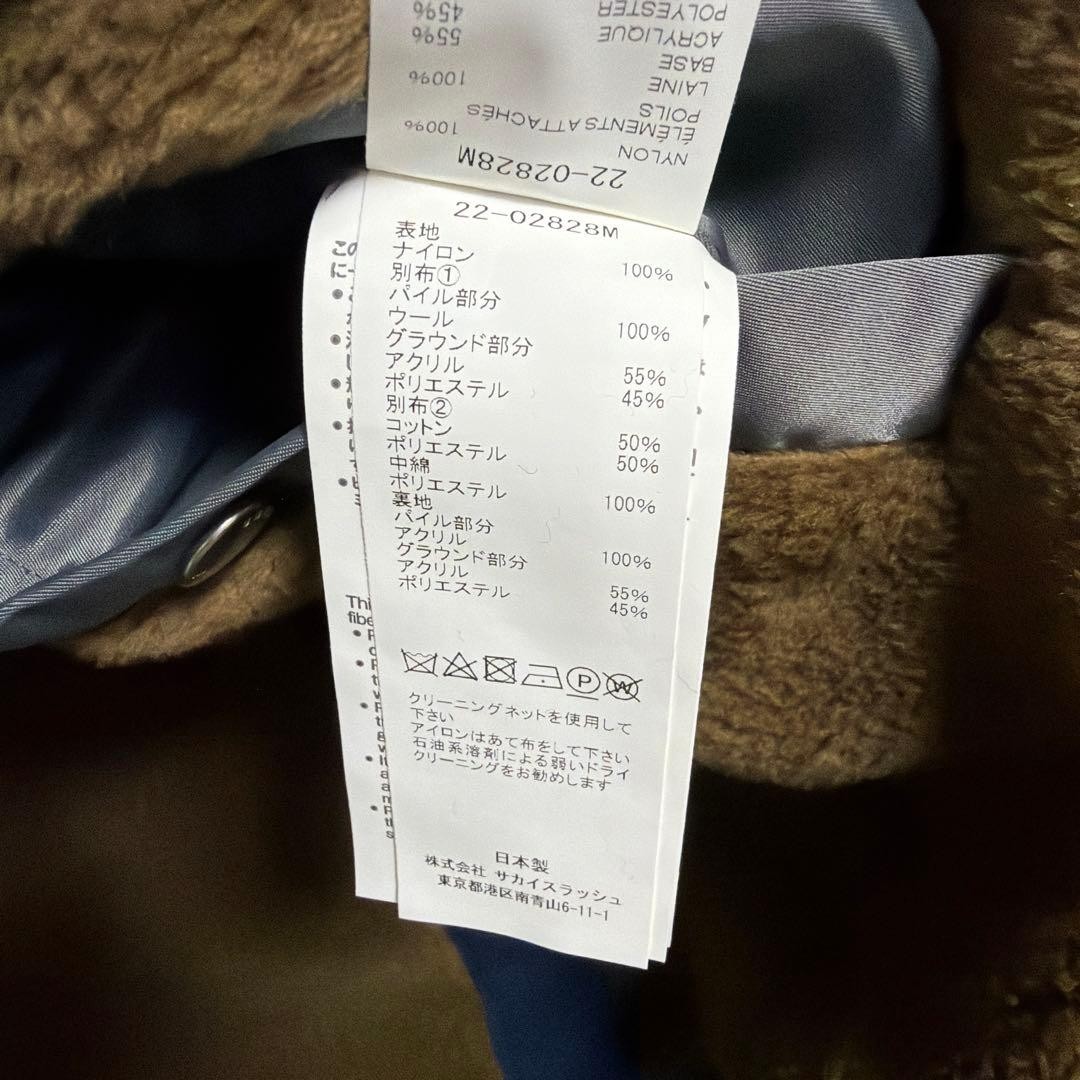 22-02828M
NYLON 100%
ÉLÉMENTS ATTACHÉS
POILS
LAINE 100%
BASE
ACRYLIQUE 55%
POLYESTER 45%
22-02828M
表地
ナイロン 100%
別布①
パイル部分
ウール 100%
グラウンド部分
アクリル 55%
ポリエステル 45%
別布②
コットン 50%
ポリエステル 50%
中綿
ポリエステル 100%
裏地
パイル部分
アクリル 100%
グラウンド部分
アクリル 55%
ポリエステル 45%
P W
クリーニングネットを使用して
下さい
アイロンはあて布をして下さい
石油系溶剤による弱いドライ
クリーニングをお勧めします
日本製
株式会社 サカイスラッシュ
東京都港区南青山6-11-1
この
に
Thi
fibe